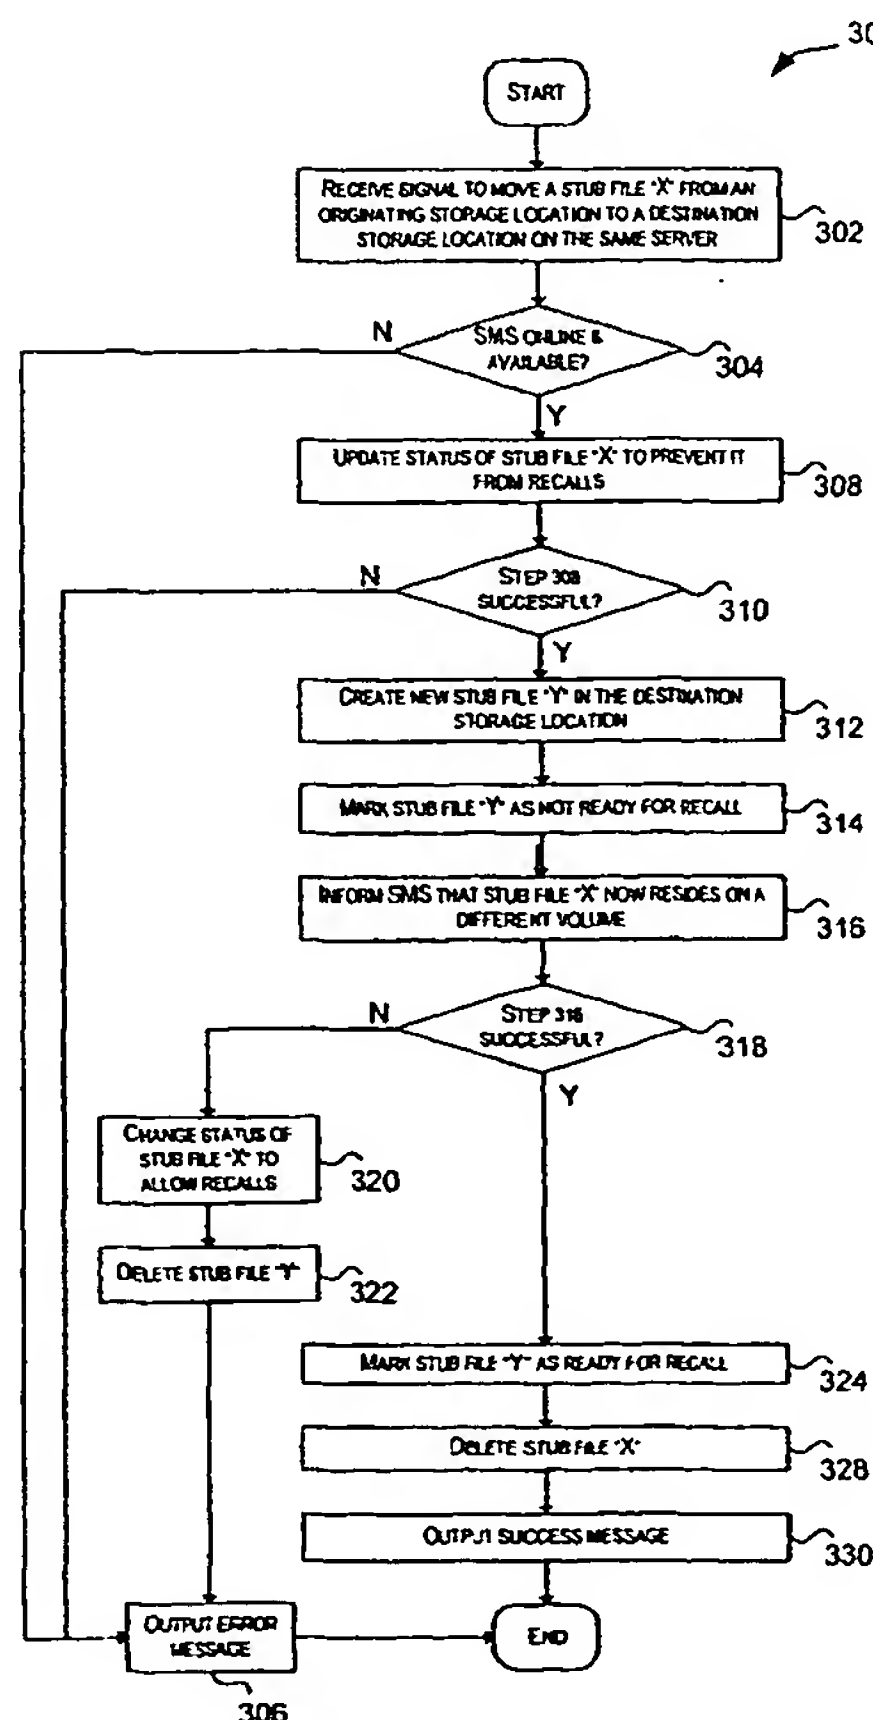 30
START
RECEIVE SIGNAL TO MOVE A STUB FILE "X" FROM AN
ORIGINATING STORAGE LOCATION TO A DESTINATION
STORAGE LOCATION ON THE SAME SERVER
302
N
SMS ONLINE &
AVAILABLE?
304
Y
UPDATE STATUS OF STUB FILE "X" TO PREVENT IT
FROM RECALLS
308
N
STEP 308
SUCCESSFUL?
310
Y
CREATE NEW STUB FILE "Y" IN THE DESTINATION
STORAGE LOCATION
312
MARK STUB FILE "Y" AS NOT READY FOR RECALL
314
INFORM SMS THAT STUB FILE "X" NOW RESIDES ON A
DIFFERENT VOLUME
316
N
STEP 316
SUCCESSFUL?
318
Y
CHANGE STATUS OF
STUB FILE "X" TO
ALLOW RECALLS
320
DELETE STUB FILE "Y"
322
MARK STUB FILE "Y" AS READY FOR RECALL
324
DELETE STUB FILE "X"
328
OUTPUT SUCCESS MESSAGE
330
OUTPUT ERROR
MESSAGE
END
306